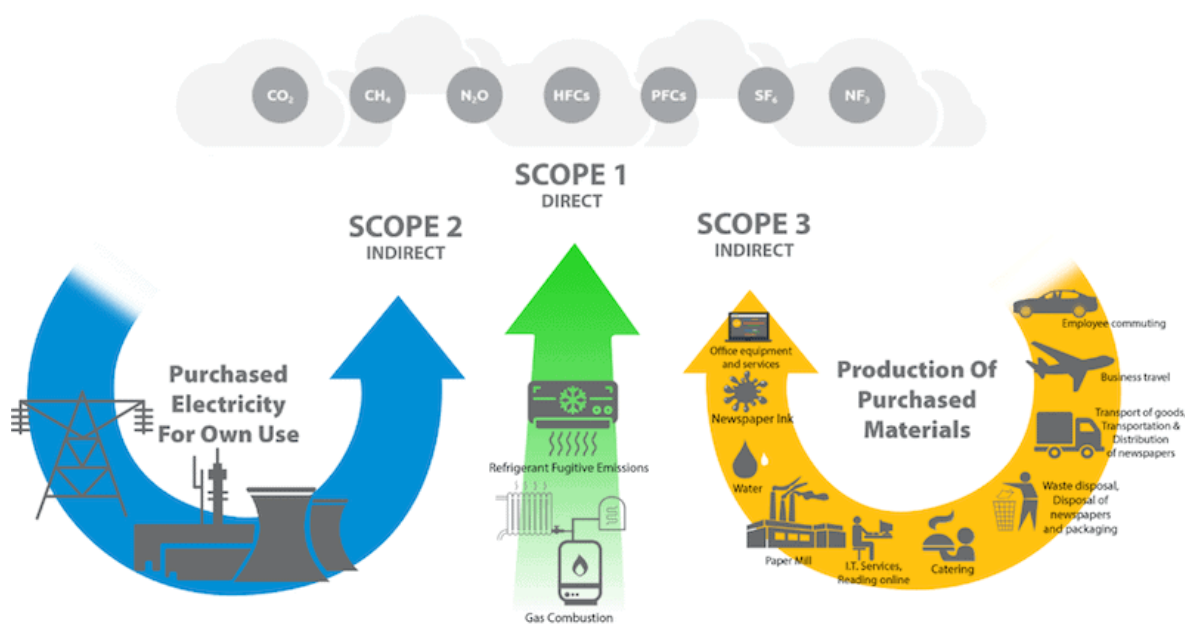 CO₂ CH₄ N₂O HFCs PFCs SF₆ NF₃
SCOPE 1
DIRECT
SCOPE 2
INDIRECT
SCOPE 3
INDIRECT
Purchased
Electricity
For Own Use
Refrigerant Fugitive Emissions
Gas Combustion
Production Of
Purchased
Materials
Office equipment
and services
Newspaper Ink
Water
Paper Mill
I.T. Services,
Reading online
Catering
Waste disposal,
Disposal of
newspapers
and packaging
Transport of goods,
Transportation &
Distribution
of newspapers
Business travel
Employee commuting